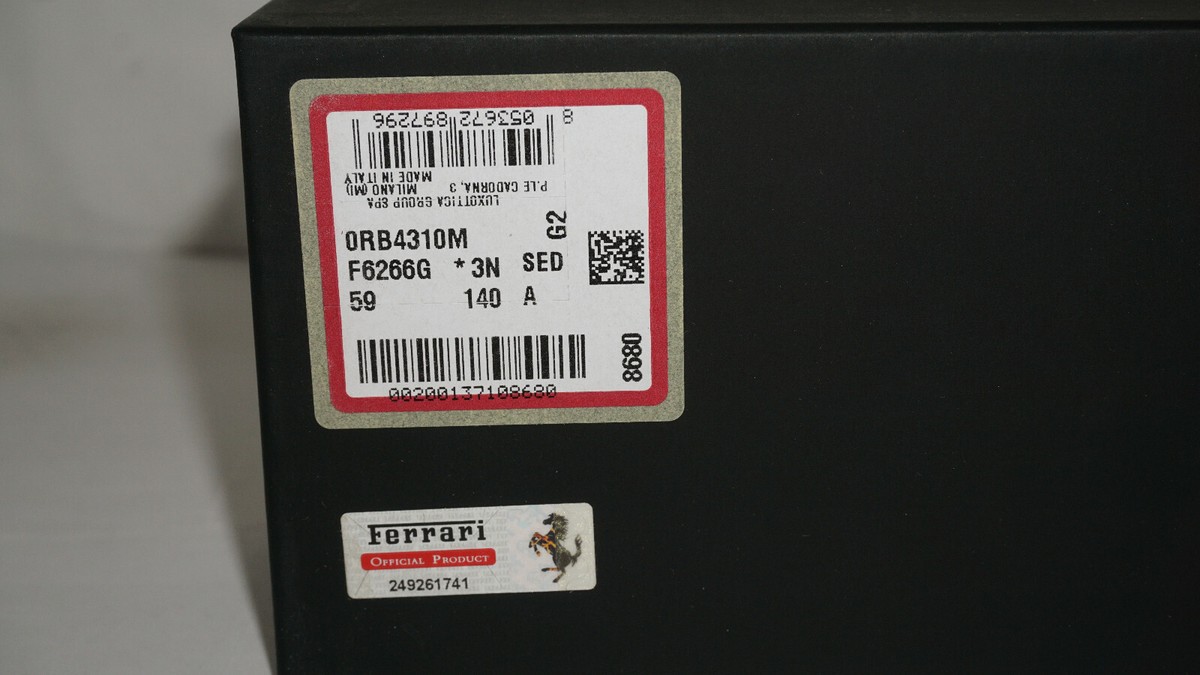 8 053672 897296
MADE IN ITALY
P.LE CADORNA, 3 MILANO (MI)
LUXOTTICA GROUP SPA
G2
0RB4310M
F6266G * 3N SED
59 140 A
8680
00200137108680
Ferrari
OFFICIAL PRODUCT
249261741